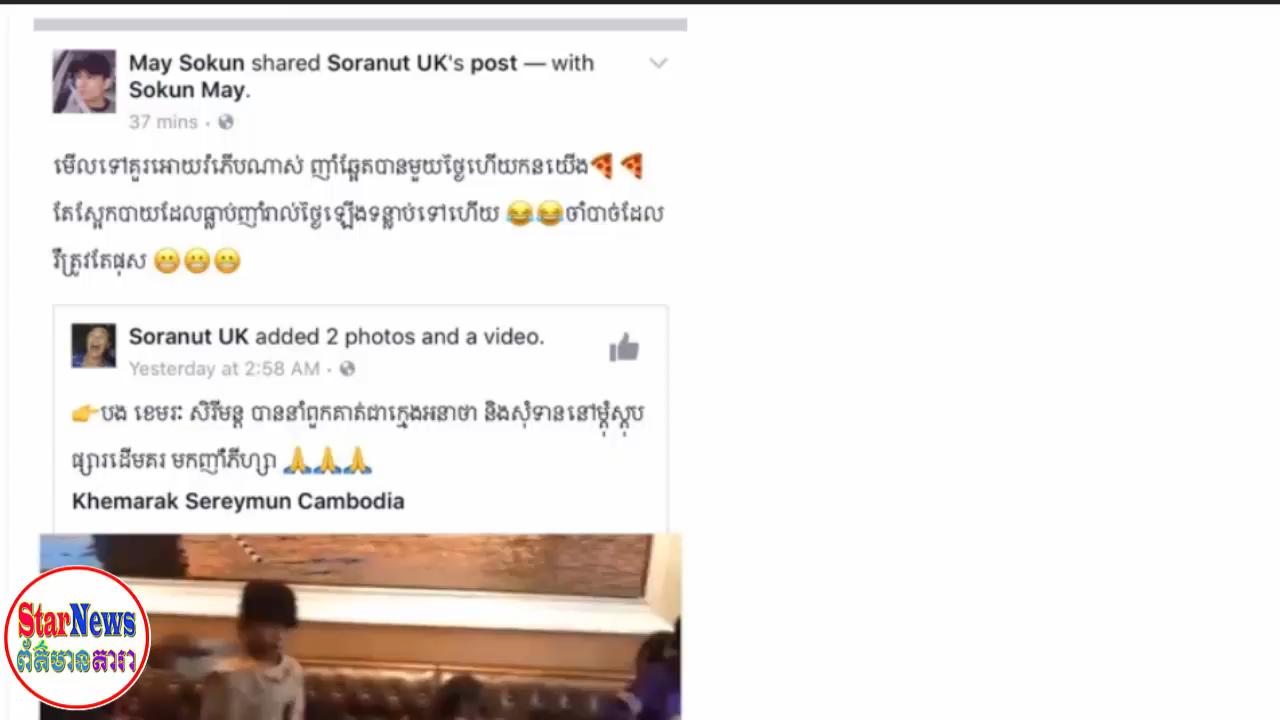 May Sokun shared Soranut UK's post — with
Sokun May.
37 mins ·
មើលទៅគួរអោយរំភើបណាស់ ញាំឆ្អែតបានមួយថ្ងៃហើយកនយើង🍕 🍕
តែស្អែកបាយដែលធ្លាប់ញាំរាល់ថ្ងៃឡើងទន្លាប់ទៅហើយ 😂😂ចាំបាច់ដែល
រឺត្រូវតែផុស 😬😬😬
Soranut UK added 2 photos and a video.
Yesterday at 2:58 AM ·
👉បង ខេមរៈ សិរីមន្ត បាននាំពួកគាត់ជាក្មេងអនាថា និងសុំទាននៅម្ដុំស្តុប
ផ្សារដើមគរ មកញាំភីហ្សា 🙏🙏🙏
Khemarak Sereymun Cambodia
StarNews
ព័ត៌មានតារា